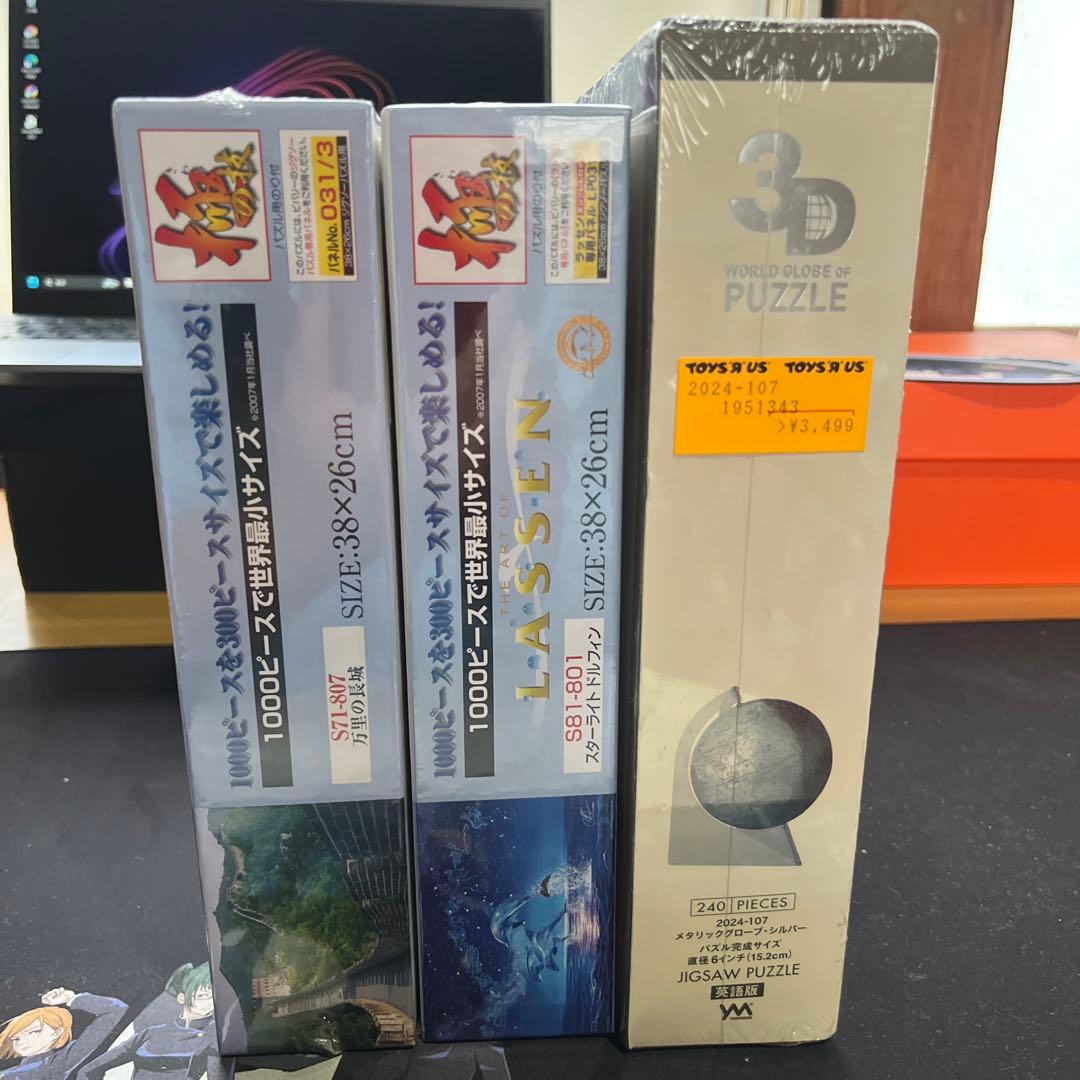 極
の技
パズル用のり付
このパズルには、ビバリーのジグソー
パズル専用パネルをご利用ください。
パネルNo.031/3
38×26cm ジグソーパズル用
1000ピースを300ピースサイズで楽しめる!
1000ピースで世界最小サイズ ※2007年1月当社調べ
SIZE:38×26cm
S71-807
万里の長城
極
の技
パズル用のり付
専用パネル LP031
38×26cm ジグソーパズル用
1000ピースを300ピースサイズで楽しめる!
1000ピースで世界最小サイズ ※2007年1月当社調べ
THE ART OF
LASSEN
SIZE:38×26cm
S81-801
スターライト ドルフィン
3D
WORLD GLOBE OF
PUZZLE
TOYS"R"US TOYS"R"US
2024-107
1951343
>¥3,499
240 PIECES
2024-107
メタリックグローブ・シルバー
パズル完成サイズ
直径6インチ(15.2cm)
JIGSAW PUZZLE
英語版
YM